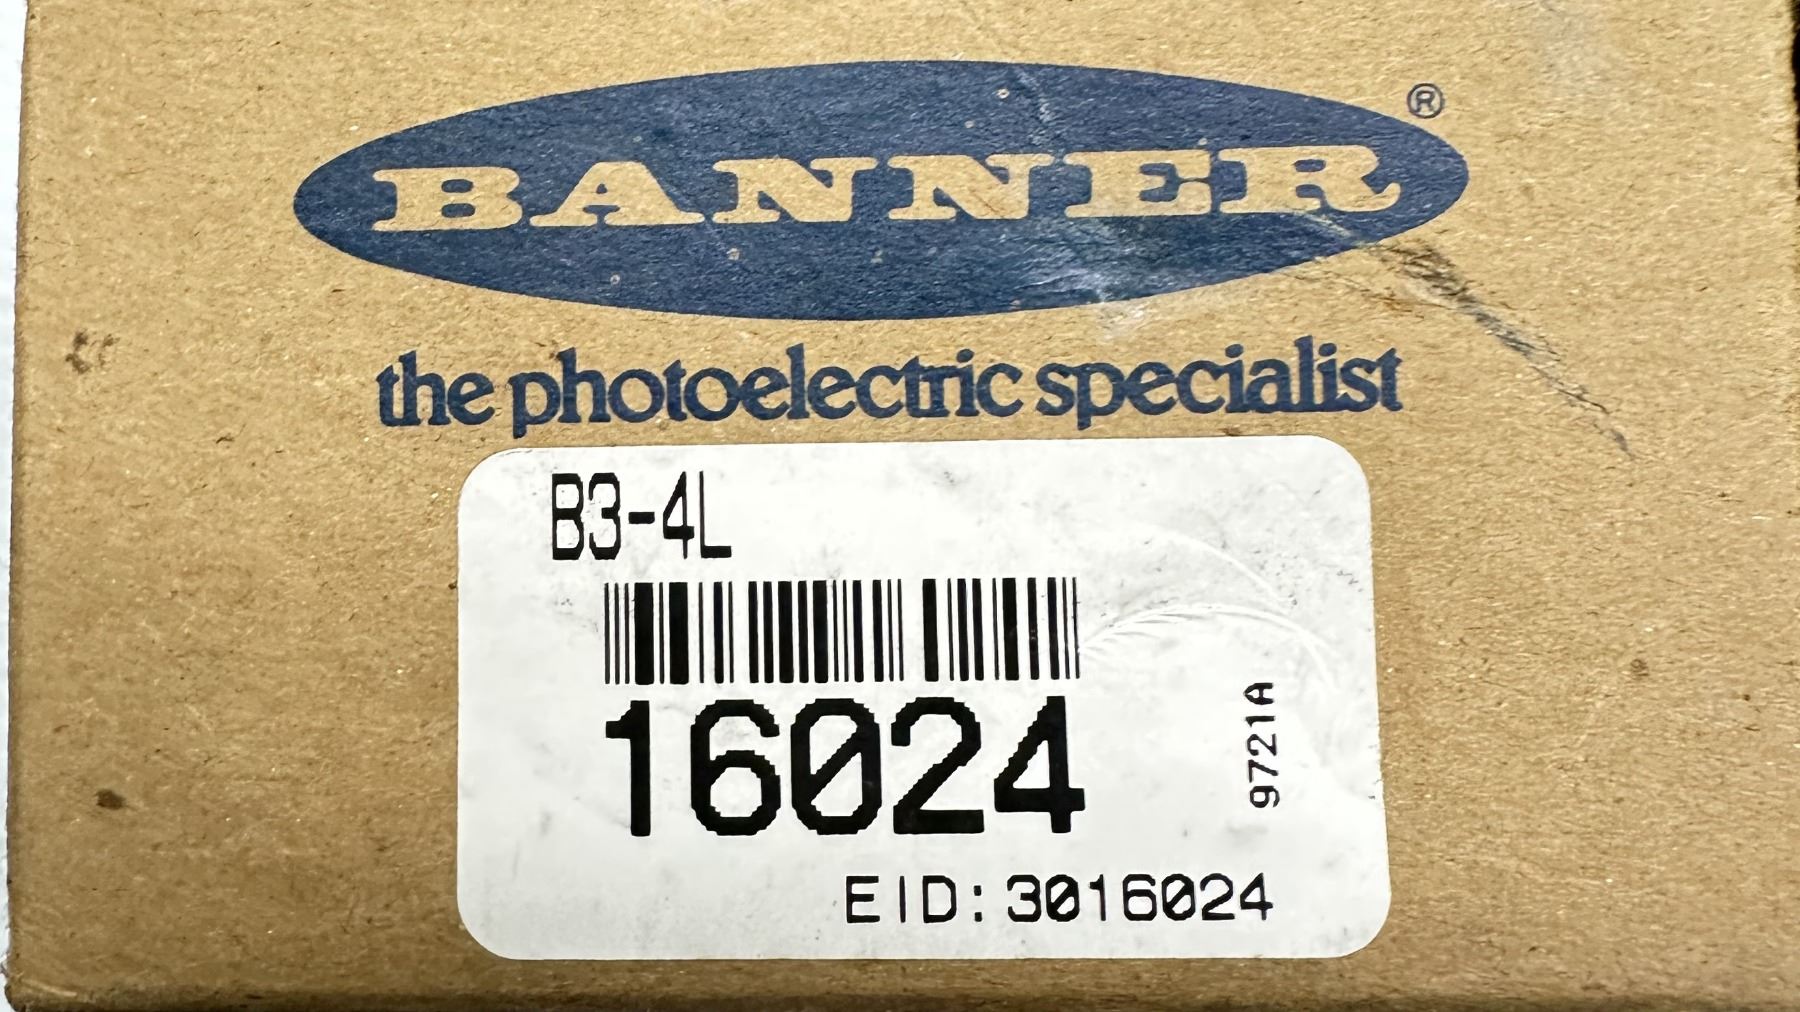 BANNER®
the photoelectric specialist
B3-4L
16024
9721A
EID: 3016024